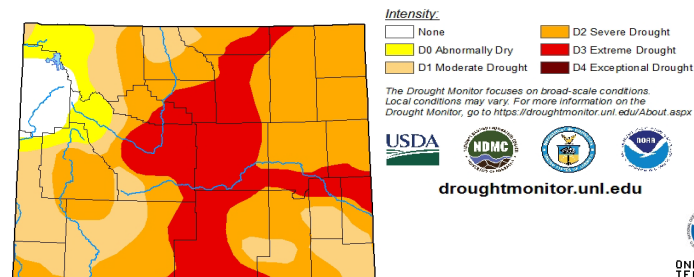 Intensity:
None
D0 Abnormally Dry
D1 Moderate Drought
D2 Severe Drought
D3 Extreme Drought
D4 Exceptional Drought
The Drought Monitor focuses on broad-scale conditions.
Local conditions may vary. For more information on the
Drought Monitor, go to https://droughtmonitor.unl.edu/About.aspx
USDA
NDMC
NOAA
droughtmonitor.unl.edu